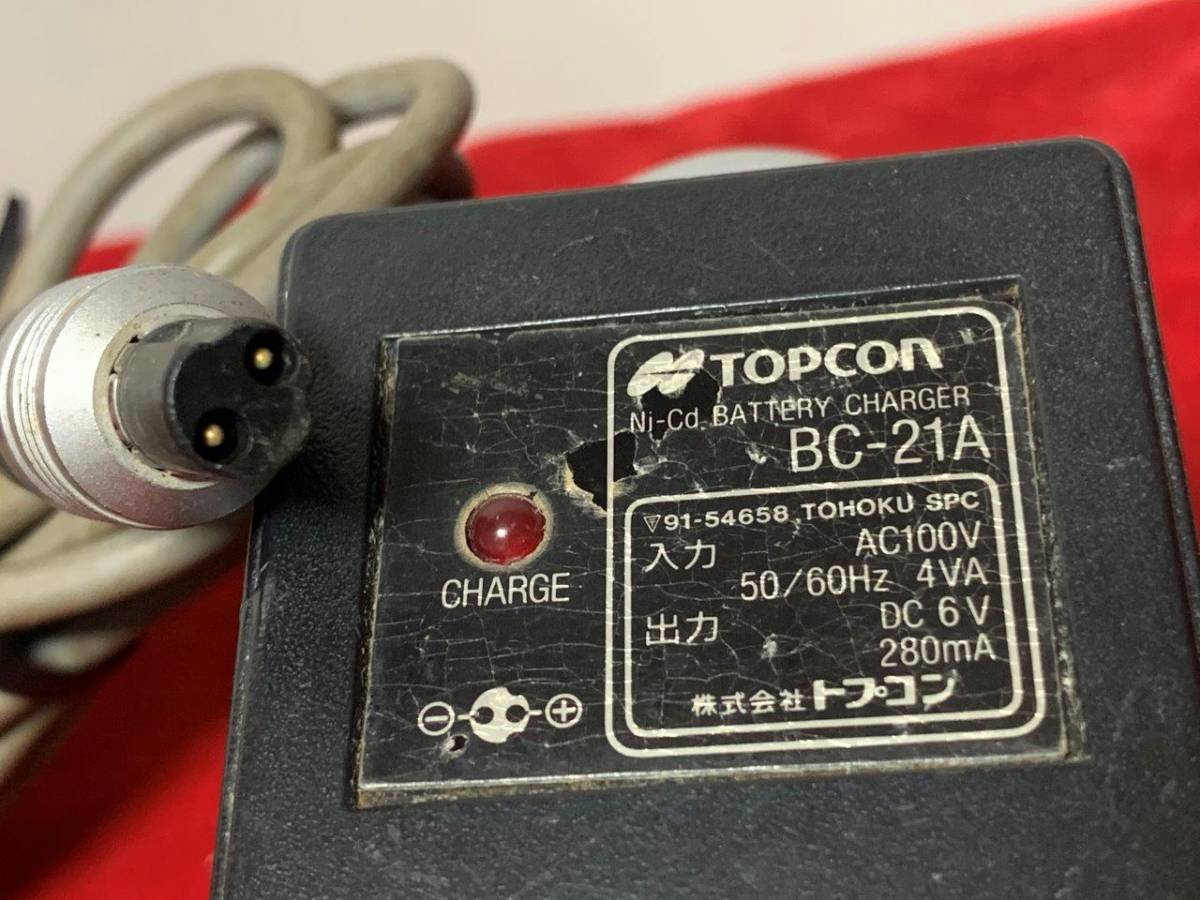 TOPCON
Ni-Cd BATTERY CHARGER
BC-21A
91-54658 TOHOKU SPC
入力 AC100V
50/60Hz 4VA
出力 DC 6V
280mA
株式会社トプコン
CHARGE
⊖ ⊕